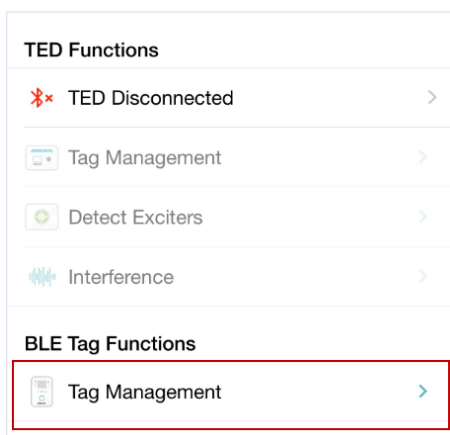 TED Functions
TED Disconnected
Tag Management
Detect Exciters
Interference
BLE Tag Functions
Tag Management